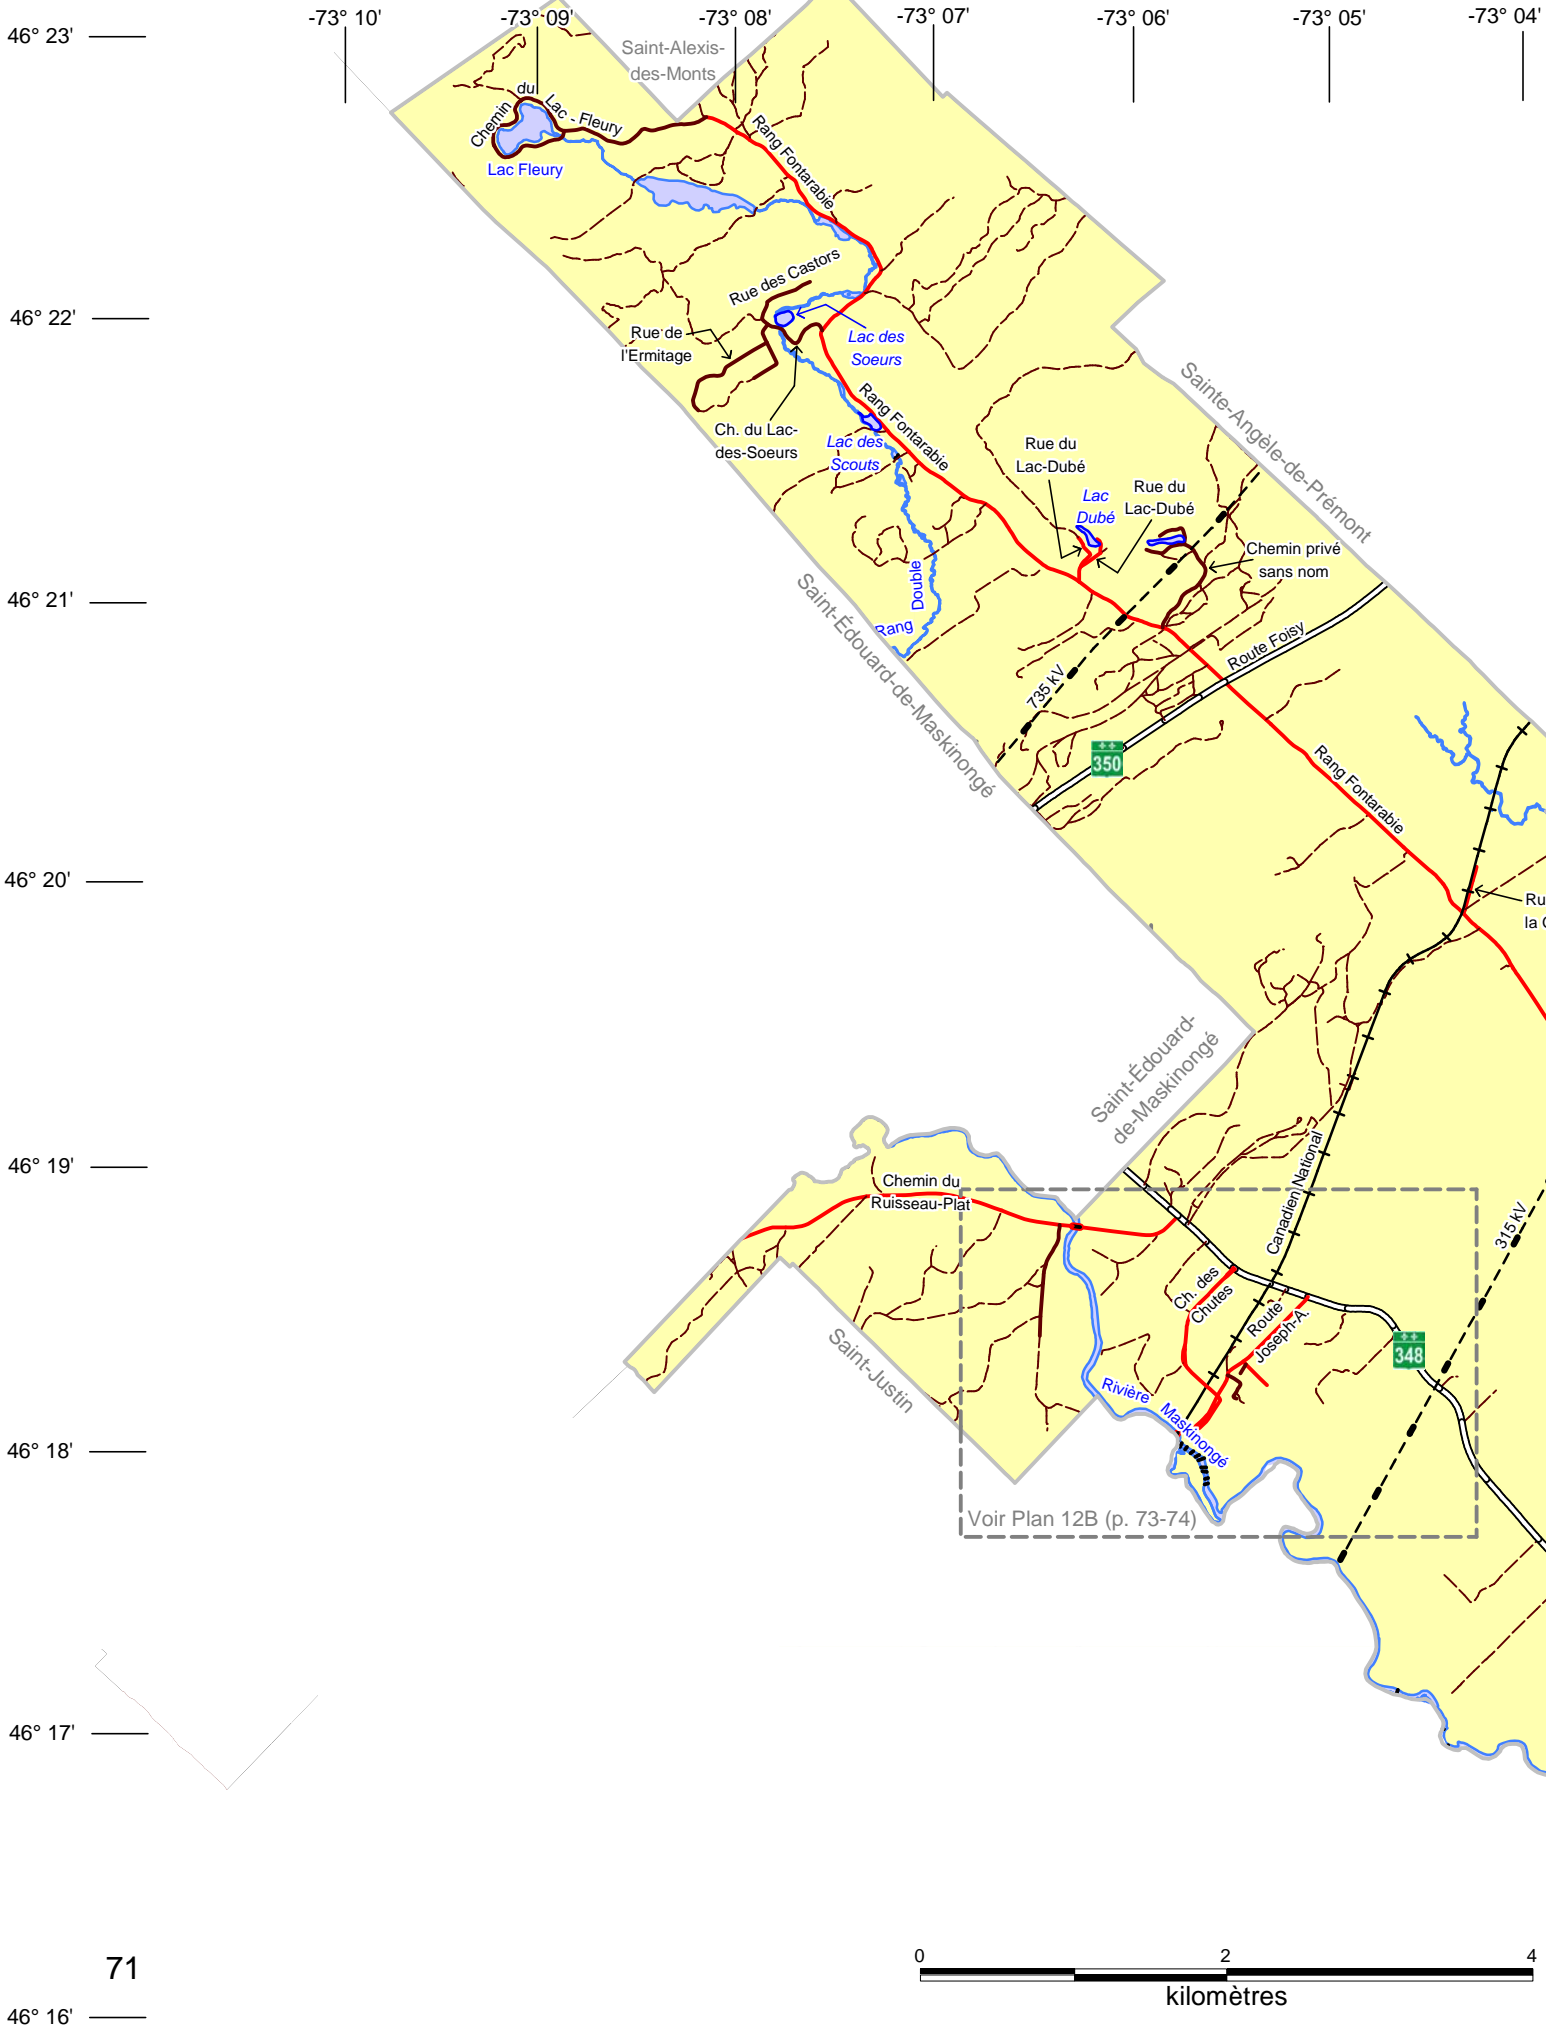 -73° 10'
-73° 09'
-73° 08'
-73° 07'
-73° 06'
-73° 05'
-73° 04'
46° 23'
Saint-Alexis-
des-Monts
Chemin
du
Lac - Fleury
Lac Fleury
Rang Fontarabie
Rue des Castors
46° 22'
Rue de
l'Ermitage
Lac des
Soeurs
Ch. du Lac-
des-Soeurs
Rang Fontarabie
Lac des
Scouts
Sainte-Angèle-de-Prémont
Rue du
Lac-Dubé
Lac
Dubé
Rue du
Lac-Dubé
Chemin privé
sans nom
46° 21'
Double
Rang
Saint-Édouard-de-Maskinongé
Route Foisy
735 kV
350
Rang Fontarabie
46° 20'
Ru
la
Saint-Édouard-
de-Maskinongé
46° 19'
Chemin du
Ruisseau-Plat
Canadien National
315 kV
Ch. des
Chutes
Route
Joseph-A.
348
Saint-Justin
Rivière
Maskinongé
46° 18'
Voir Plan 12B (p. 73-74)
46° 17'
71
0
2
4
kilomètres
46° 16'